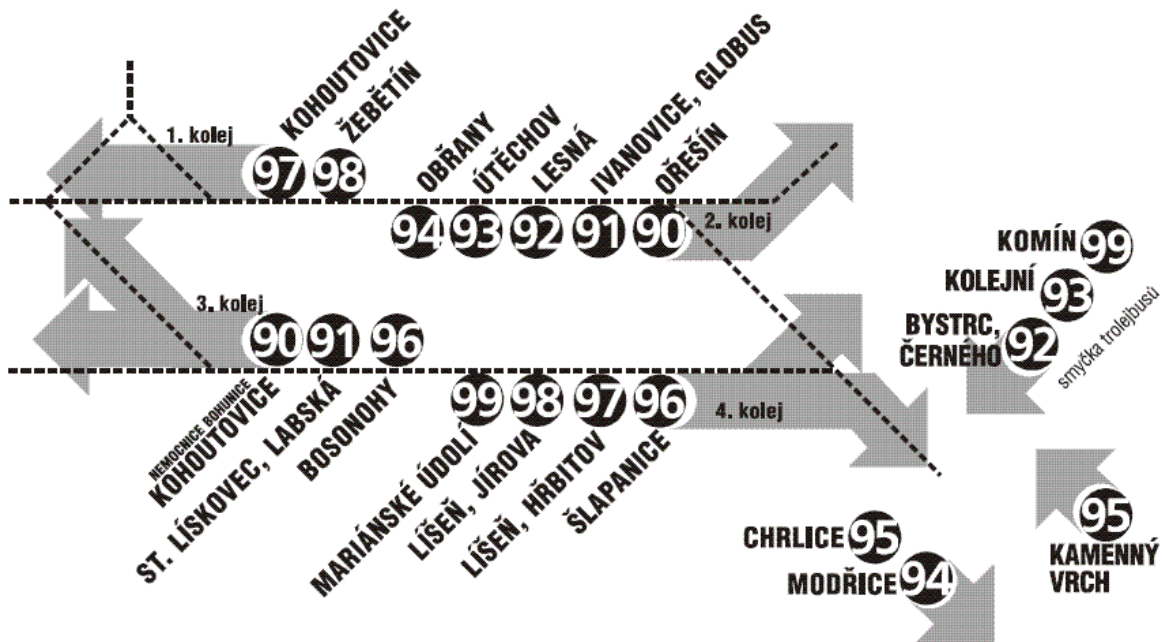 1. kolej
KOHOUTOVICE
ŽEBĚTÍN
97 98
OBŘANY
ÚTĚCHOV
LESNÁ
IVANOVICE, GLOBUS
OŘEŠÍN
94 93 92 91 90
2. kolej
KOMÍN 99
KOLEJNÍ 93
BYSTRC,
ČERNÉHO 92
smyčka trolejbusů
3. kolej
90 91 96
NEMOCNICE BOHUNICE
KOHOUTOVICE
ST. LÍSKOVEC, LABSKÁ
BOSONOHY
99 98 97 96
4. kolej
MARIÁNSKÉ ÚDOLÍ
LÍŠEŇ, JÍROVA
LÍŠEŇ, HŘBITOV
ŠLAPANICE
CHRLICE 95
MODŘICE 94
95
KAMENNÝ
VRCH